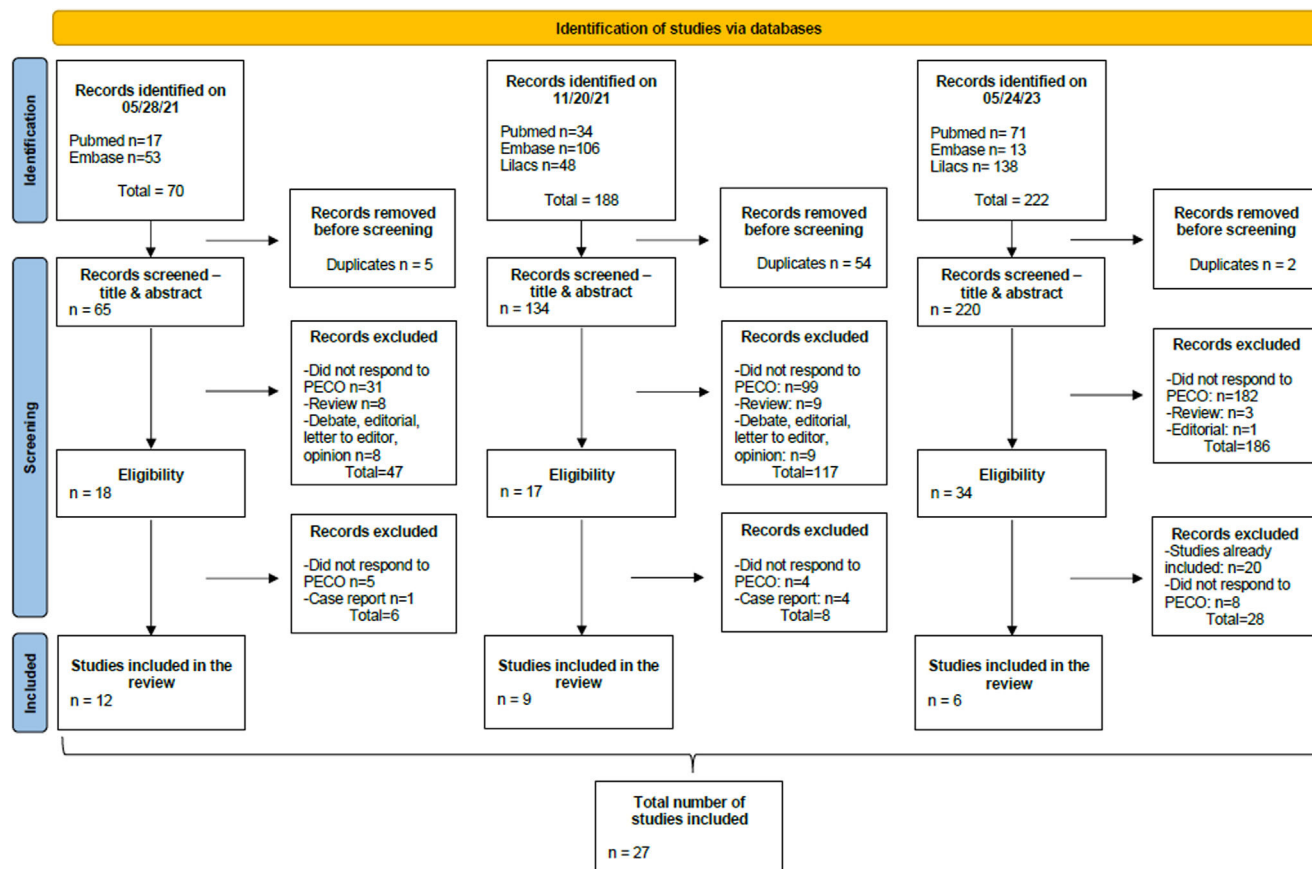 Identification of studies via databases
Identification
Records identified on
05/28/21
Pubmed n=17
Embase n=53
Total = 70
Records removed
before screening
Duplicates n = 5
Records identified on
11/20/21
Pubmed n=34
Embase n=106
Lilacs n=48
Total = 188
Records removed
before screening
Duplicates n = 54
Records identified on
05/24/23
Pubmed n= 71
Embase n= 13
Lilacs n= 138
Total = 222
Records removed
before screening
Duplicates n = 2
Screening
Records screened –
title & abstract
n = 65
Records excluded
-Did not respond to
PECO n=31
-Review n=8
-Debate, editorial,
letter to editor,
opinion n=8
Total=47
Eligibility
n = 18
Records excluded
-Did not respond to
PECO n=5
-Case report n=1
Total=6
Records screened –
title & abstract
n = 134
Records excluded
-Did not respond to
PECO: n=99
-Review: n=9
-Debate, editorial,
letter to editor,
opinion: n=9
Total=117
Eligibility
n = 17
Records excluded
-Did not respond to
PECO: n=4
-Case report: n=4
Total=8
Records screened –
title & abstract
n = 220
Records excluded
-Did not respond to
PECO: n=182
-Review: n=3
-Editorial: n=1
Total=186
Eligibility
n = 34
Records excluded
-Studies already
included: n=20
-Did not respond to
PECO: n=8
Total=28
Included
Studies included in the
review
n = 12
Studies included in the
review
n = 9
Studies included in the
review
n = 6
Total number of
studies included
n = 27